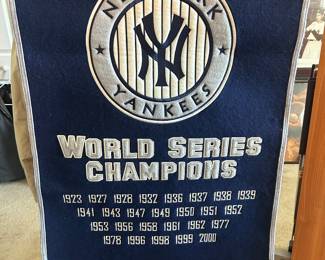 NEW YORK
NY
YANKEES
WORLD SERIES
CHAMPIONS
1923 1927 1928 1932 1936 1937 1938 1939
1941 1943 1947 1949 1950 1951 1952
1953 1956 1958 1961 1962 1977
1978 1996 1998 1999 2000